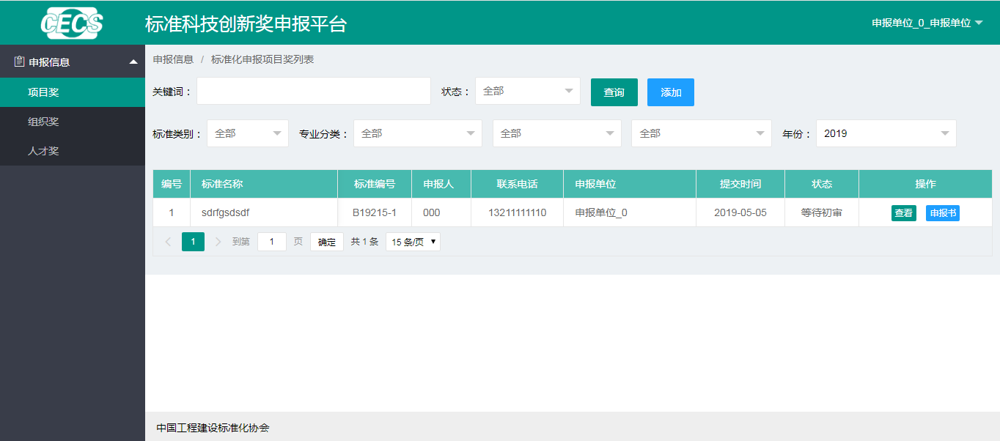 CECS 标准科技创新奖申报平台 申报单位_0_申报单位
申报信息
项目奖
组织奖
人才奖
申报信息 / 标准化申报项目奖列表
关键词： 状态： 全部 查询 添加
标准类别： 全部 专业分类： 全部 全部 全部 年份： 2019
编号 标准名称 标准编号 申报人 联系电话 申报单位 提交时间 状态 操作
1 sdrfgsdsdf B19215-1 000 13211111110 申报单位_0 2019-05-05 等待初审 查看 申报书
1 到第 1 页 确定 共 1 条 15 条/页
中国工程建设标准化协会